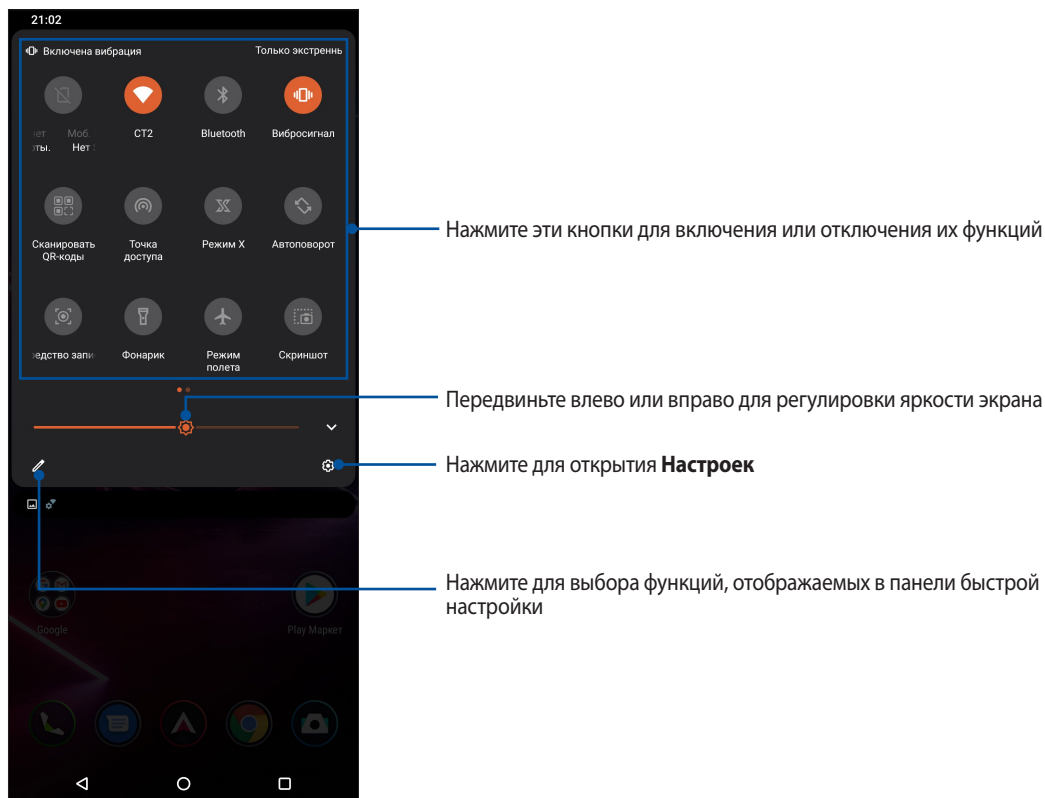 21:02
Включена вибрация Только экстренн
Моб.
Нет
CT2
Bluetooth
Вибросигнал
Сканировать
QR-коды
Точка
доступа
Режим X
Автоповорот
Фонарик
Режим
полета
Скриншот
Google
Play Маркет
Нажмите эти кнопки для включения или отключения их функций
Передвиньте влево или вправо для регулировки яркости экрана
Нажмите для открытия Настроек
Нажмите для выбора функций, отображаемых в панели быстрой
настройки